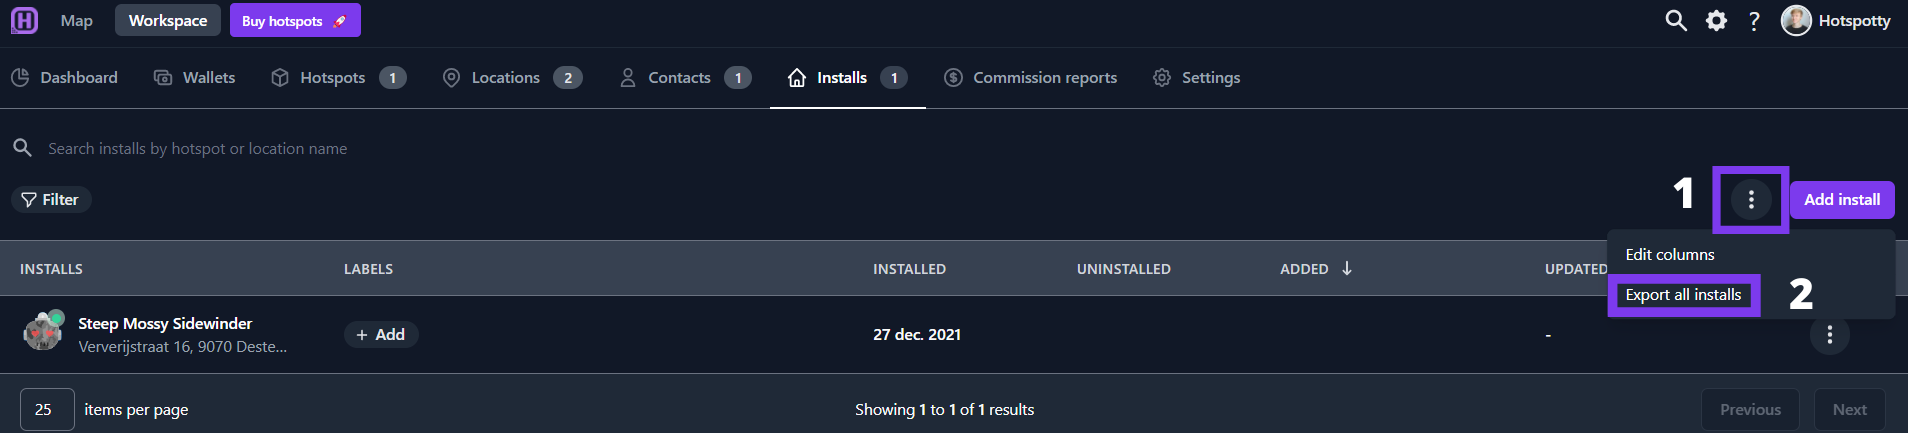 H Map Workspace Buy hotspots ? Hotspotty
Dashboard Wallets Hotspots 1 Locations 2 Contacts 1 Installs 1 Commission reports Settings
Search installs by hotspot or location name
Filter 1 Add install
Edit columns
INSTALLS LABELS INSTALLED UNINSTALLED ADDED ↓ UPDATED
Export all installs 2
Steep Mossy Sidewinder + Add 27 dec. 2021 -
Ververijstraat 16, 9070 Deste...
25 items per page Showing 1 to 1 of 1 results Previous Next